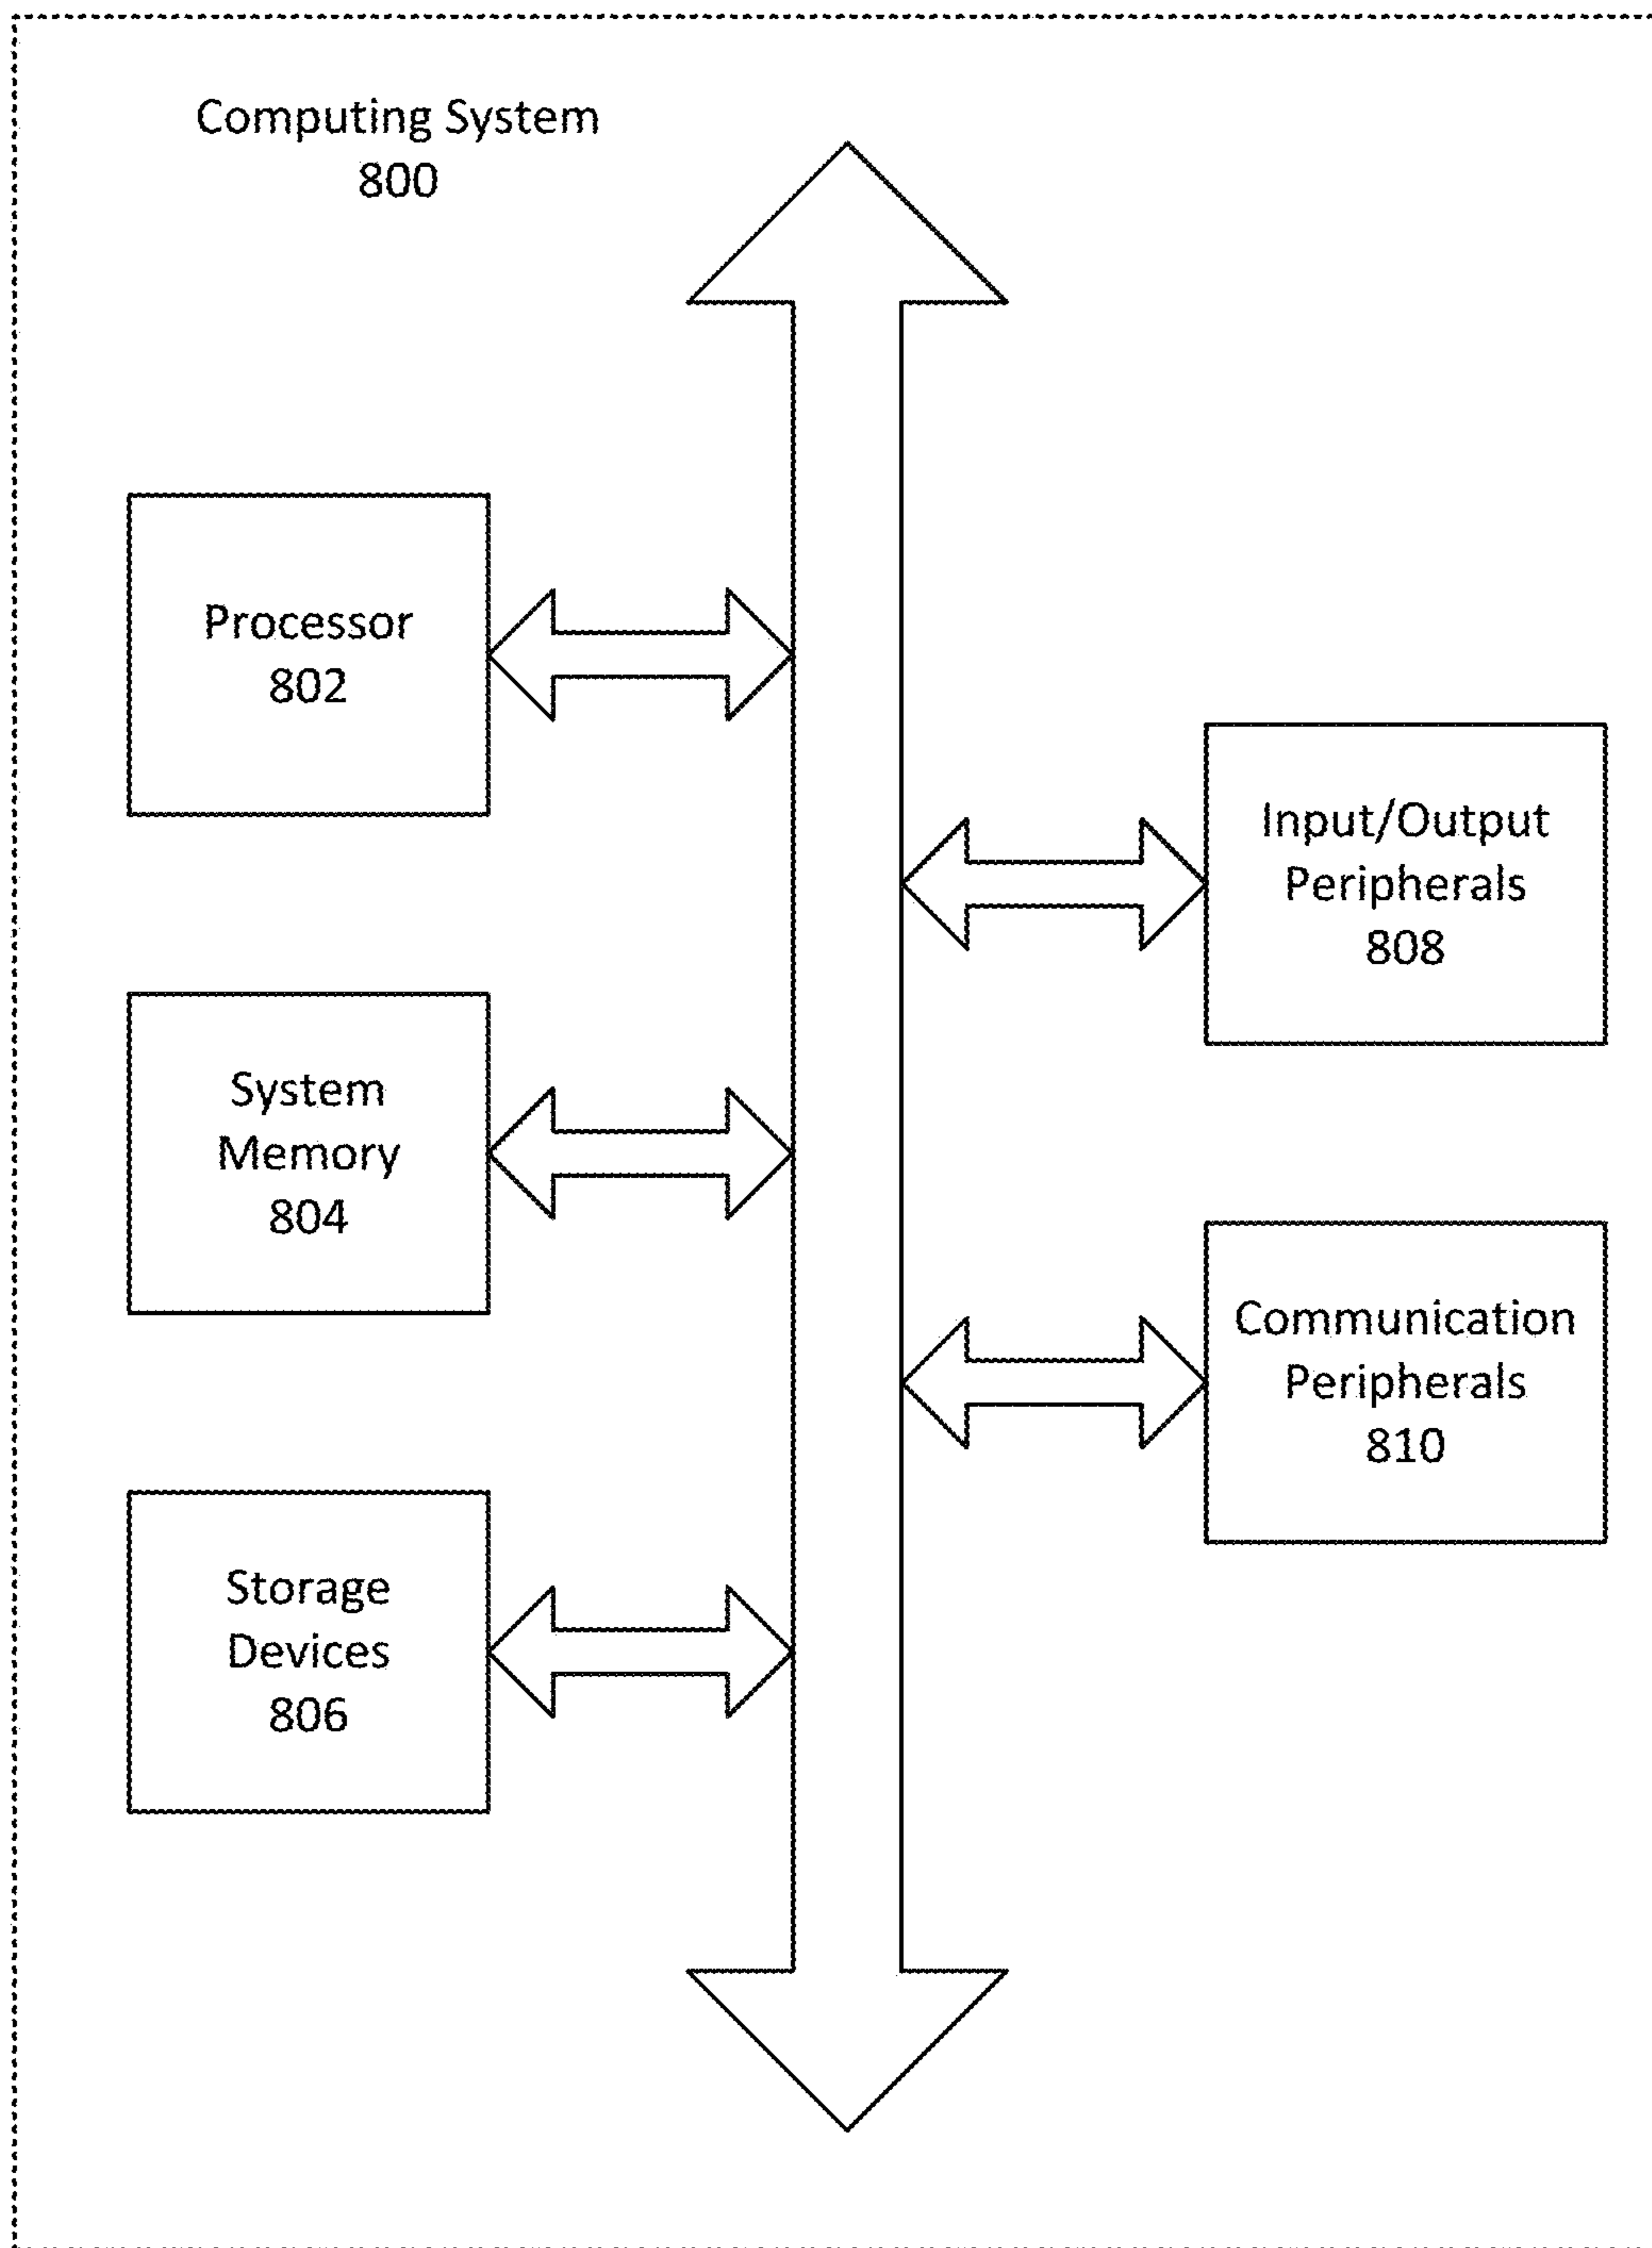 Computing System
800
Processor
802
Input/Output
Peripherals
808
System
Memory
804
Communication
Peripherals
810
Storage
Devices
806